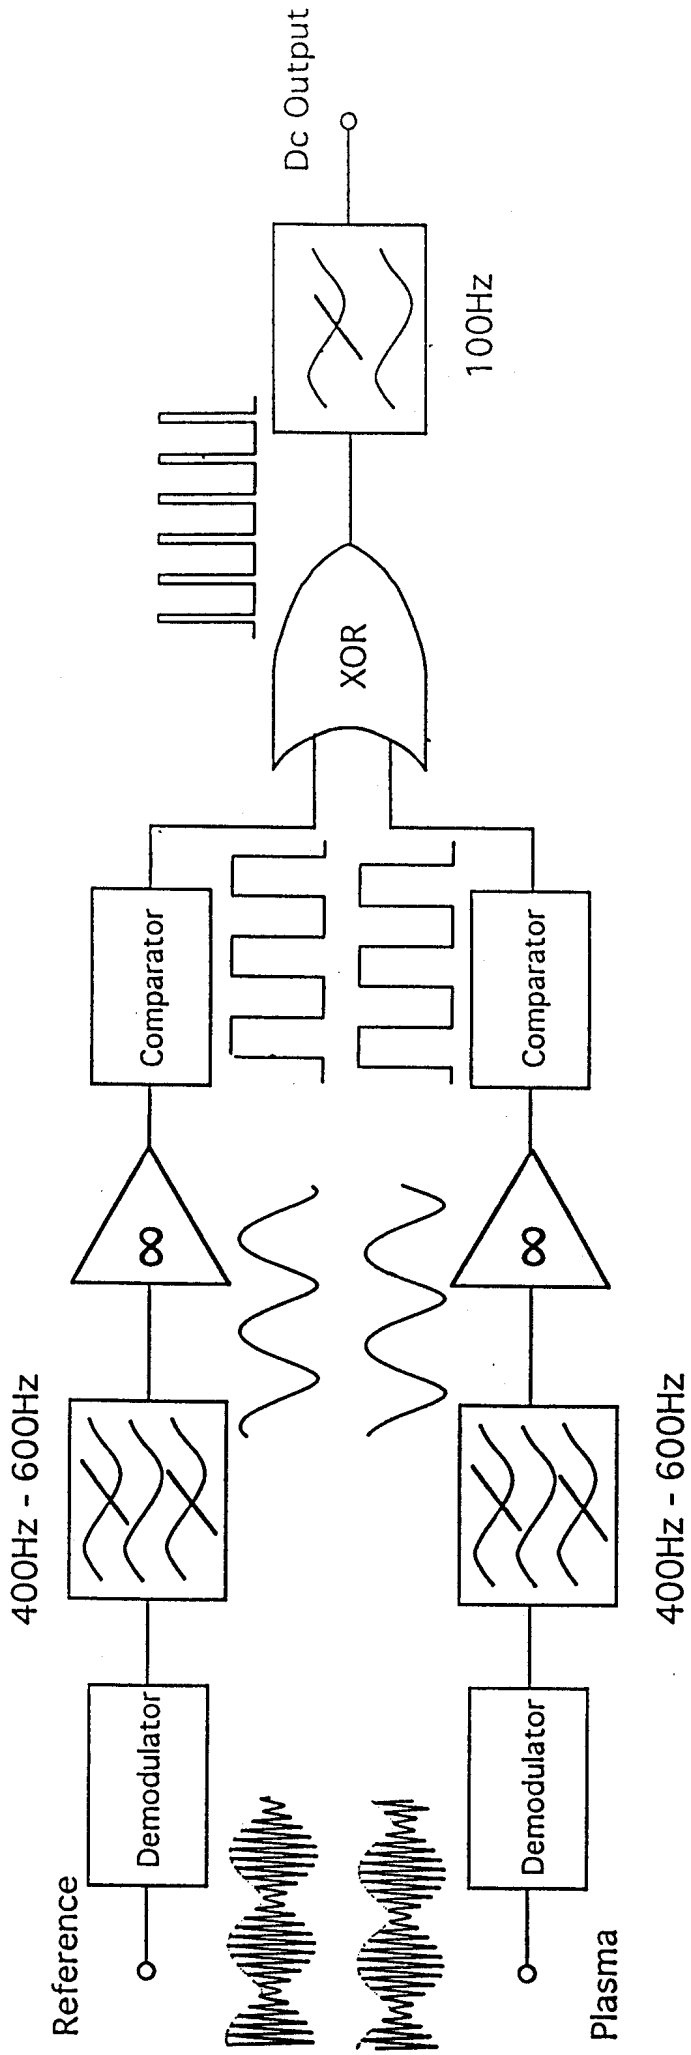 Reference
Demodulator
400Hz - 600Hz
∞
Comparator
Plasma
Demodulator
400Hz - 600Hz
∞
Comparator
XOR
100Hz
Dc Output